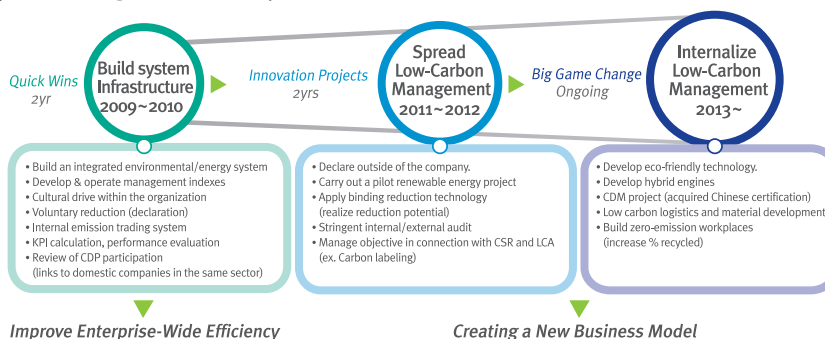 Quick Wins
2yr
Build system
Infrastructure
2009~2010
Innovation Projects
2yrs
Spread
Low-Carbon
Management
2011~2012
Big Game Change
Ongoing
Internalize
Low-Carbon
Management
2013~
• Build an integrated environmental/energy system
• Develop & operate management indexes
• Cultural drive within the organization
• Voluntary reduction (declaration)
• Internal emission trading system
• KPI calculation, performance evaluation
• Review of CDP participation
(links to domestic companies in the same sector)
• Declare outside of the company.
• Carry out a pilot renewable energy project
• Apply binding reduction technology
(realize reduction potential)
• Stringent internal/external audit
• Manage objective in connection with CSR and LCA
(ex. Carbon labeling)
• Develop eco-friendly technology.
• Develop hybrid engines
• CDM project (acquired Chinese certification)
• Low carbon logistics and material development
• Build zero-emission workplaces
(increase % recycled)
Improve Enterprise-Wide Efficiency
Creating a New Business Model